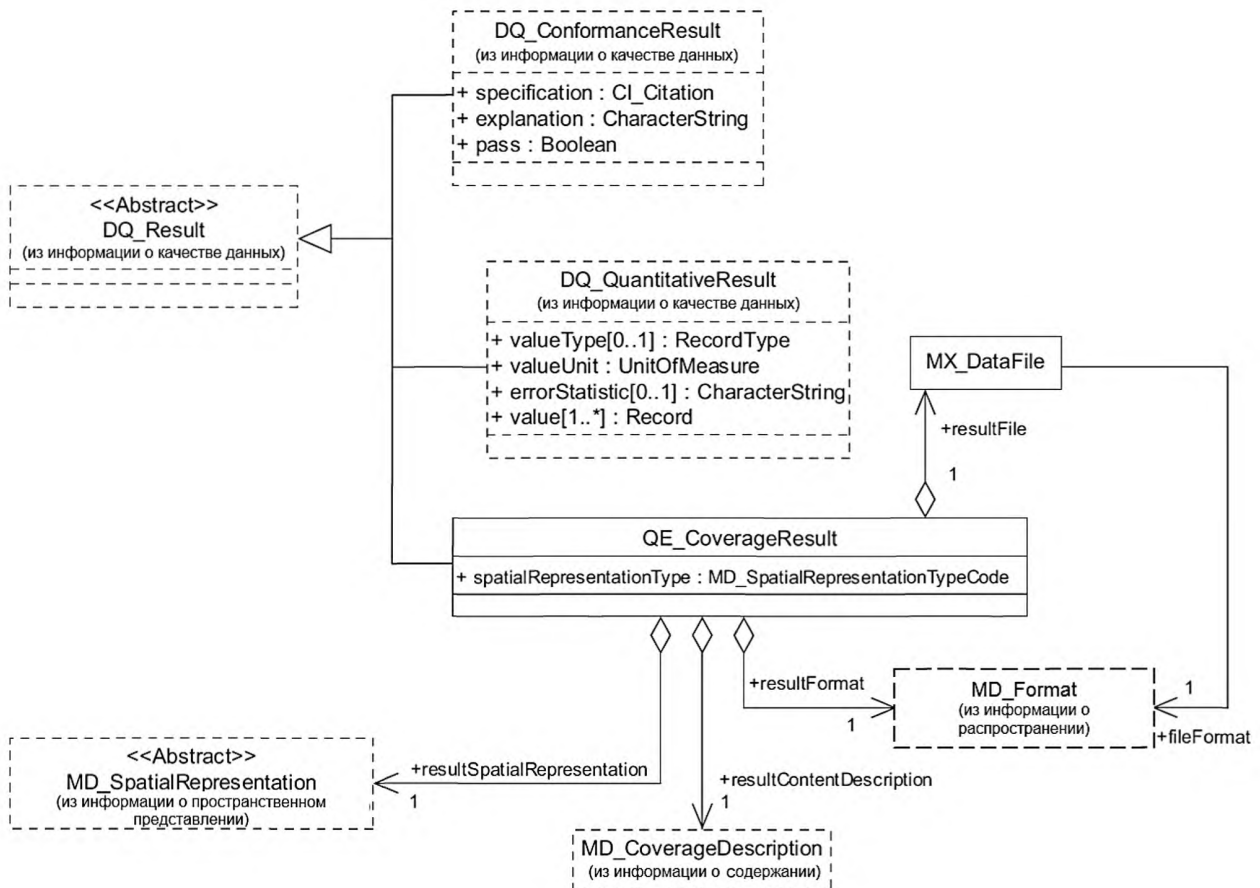 DQ_ConformanceResult
(из информации о качестве данных)
+ specification : CI_Citation
+ explanation : CharacterString
+ pass : Boolean
<<Abstract>>
DQ_Result
(из информации о качестве данных)
DQ_QuantitativeResult
(из информации о качестве данных)
+ valueType[0..1] : RecordType
+ valueUnit : UnitOfMeasure
+ errorStatistic[0..1] : CharacterString
+ value[1..*] : Record
MX_DataFile
+resultFile
1
QE_CoverageResult
+ spatialRepresentationType : MD_SpatialRepresentationTypeCode
+resultFormat
1
MD_Format
(из информации о
распространении)
1
+fileFormat
<<Abstract>>
MD_SpatialRepresentation
(из информации о пространственном
представлении)
+resultSpatialRepresentation
1
+resultContentDescription
1
MD_CoverageDescription
(из информации о содержании)